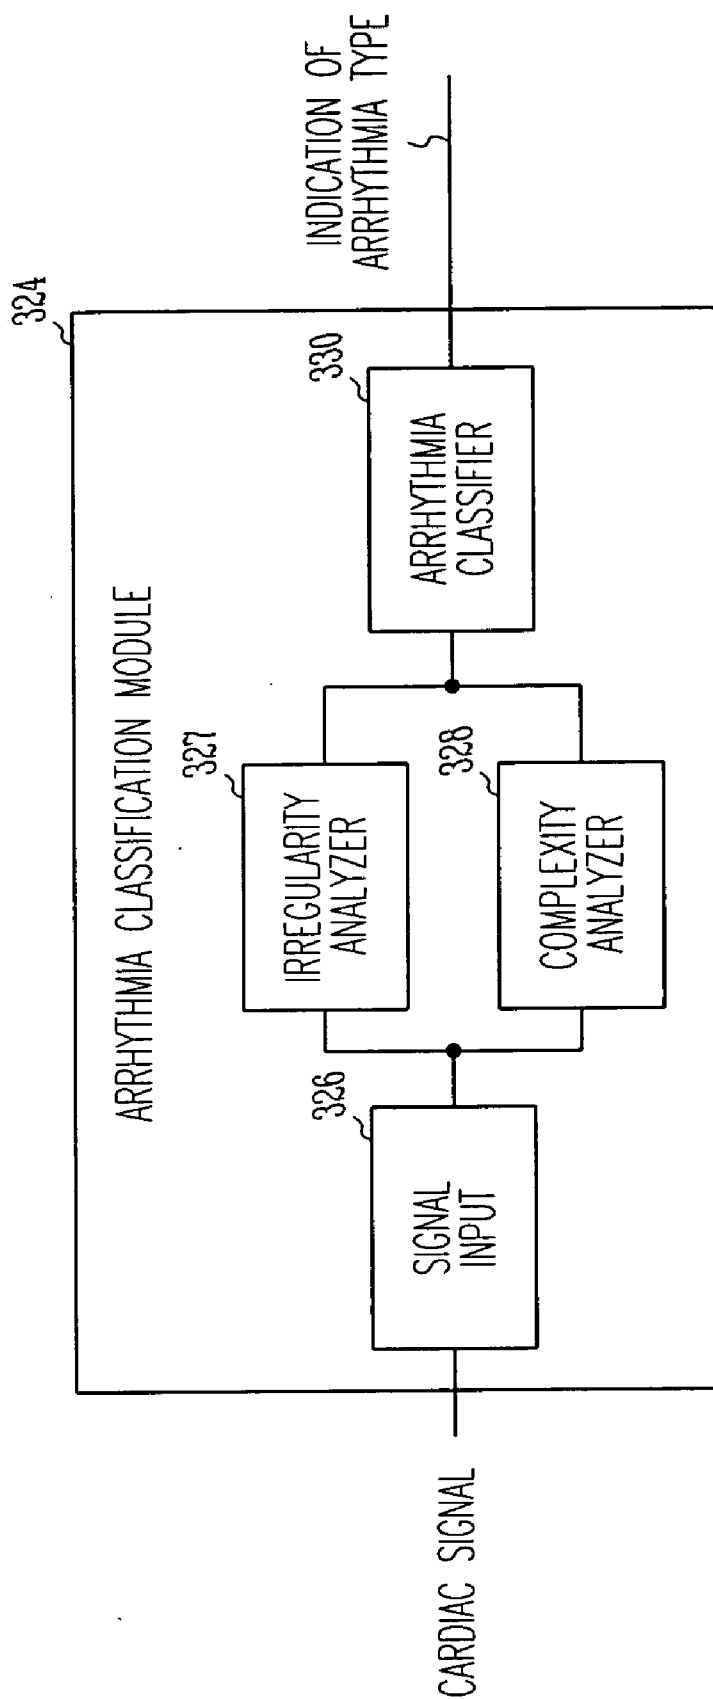 324
ARRHYTHMIA CLASSIFICATION MODULE
CARDIAC SIGNAL
326
SIGNAL
INPUT
327
IRREGULARITY
ANALYZER
328
COMPLEXITY
ANALYZER
330
ARRHYTHMIA
CLASSIFIER
INDICATION OF
ARRHYTHMIA TYPE